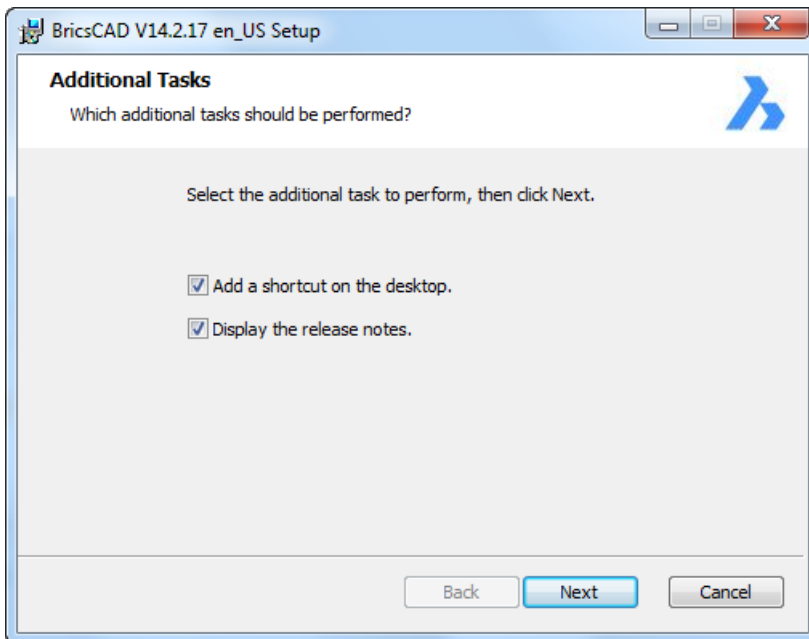 BricsCAD V14.2.17 en_US Setup
Additional Tasks
Which additional tasks should be performed?
Select the additional task to perform, then click Next.
Add a shortcut on the desktop.
Display the release notes.
Back Next Cancel